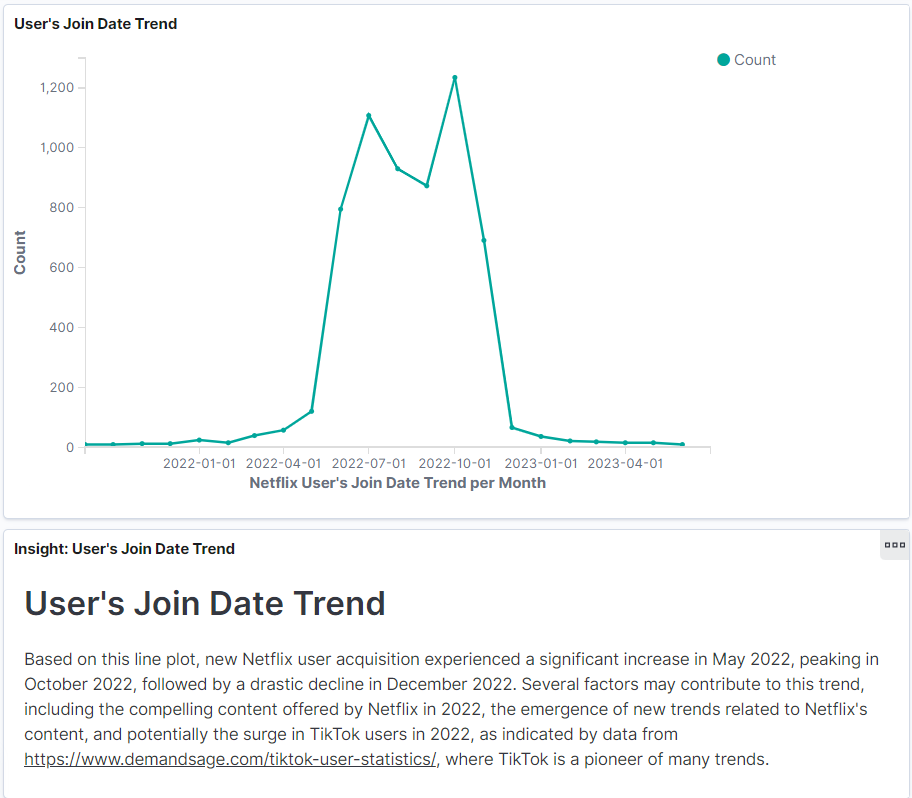 User's Join Date Trend
Count
1,200
1,000
800
600
400
200
0
Count
2022-01-01 2022-04-01 2022-07-01 2022-10-01 2023-01-01 2023-04-01
Netflix User's Join Date Trend per Month
Insight: User's Join Date Trend
User's Join Date Trend
Based on this line plot, new Netflix user acquisition experienced a significant increase in May 2022, peaking in
October 2022, followed by a drastic decline in December 2022. Several factors may contribute to this trend,
including the compelling content offered by Netflix in 2022, the emergence of new trends related to Netflix's
content, and potentially the surge in TikTok users in 2022, as indicated by data from
https://www.demandsage.com/tiktok-user-statistics/, where TikTok is a pioneer of many trends.